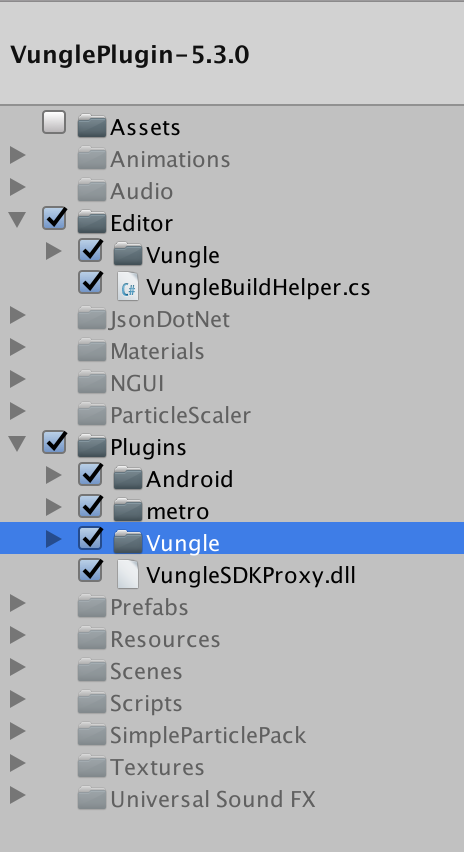 VunglePlugin-5.3.0
Assets
Animations
Audio
Editor
Vungle
VungleBuildHelper.cs
JsonDotNet
Materials
NGUI
ParticleScaler
Plugins
Android
metro
Vungle
VungleSDKProxy.dll
Prefabs
Resources
Scenes
Scripts
SimpleParticlePack
Textures
Universal Sound FX